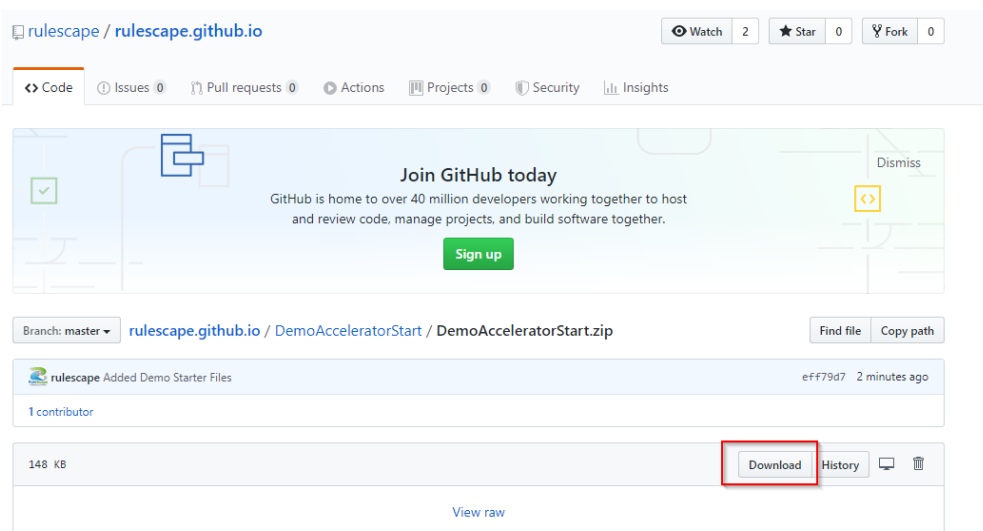 rulescape / rulescape.github.io
Watch 2 Star 0 Fork 0
Code Issues 0 Pull requests 0 Actions Projects 0 Security Insights
Join GitHub today
Dismiss
GitHub is home to over 40 million developers working together to host
and review code, manage projects, and build software together.
Sign up
Branch: master rulescape.github.io / DemoAcceleratorStart / DemoAcceleratorStart.zip Find file Copy path
rulescape Added Demo Starter Files eff79d7 2 minutes ago
1 contributor
148 KB Download History
View raw